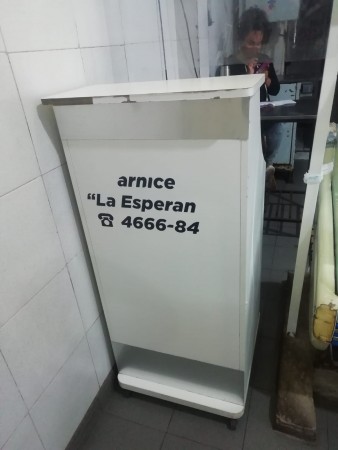 arnice
"La Esperan
☎ 4666-84